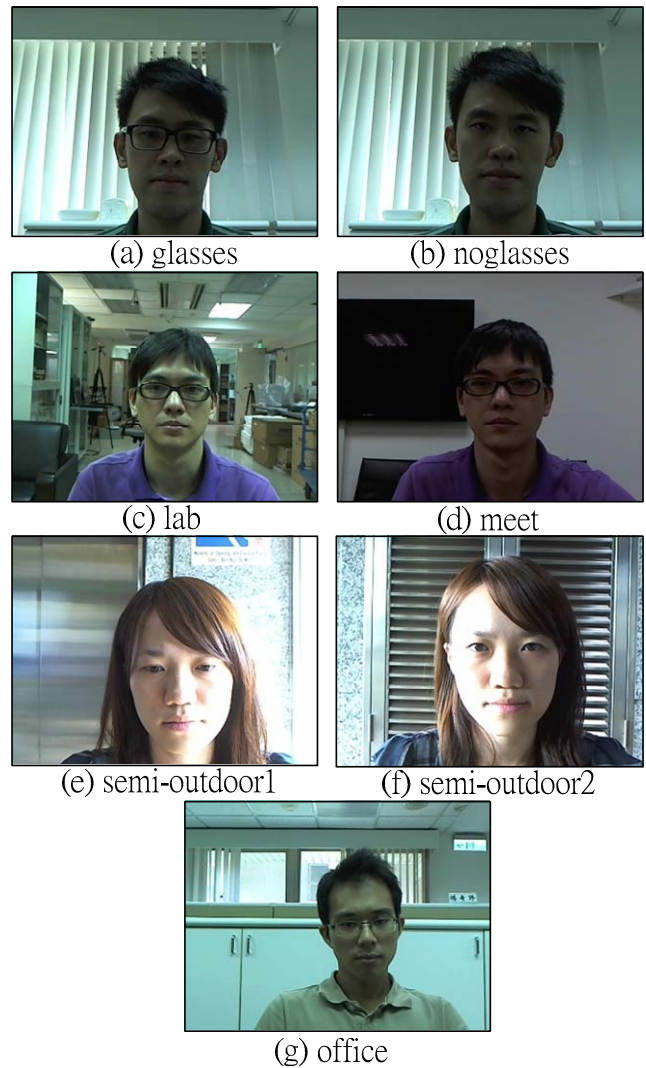 (a) glasses
(b) noglasses
(c) lab
(d) meet
(e) semi-outdoor1
(f) semi-outdoor2
(g) office